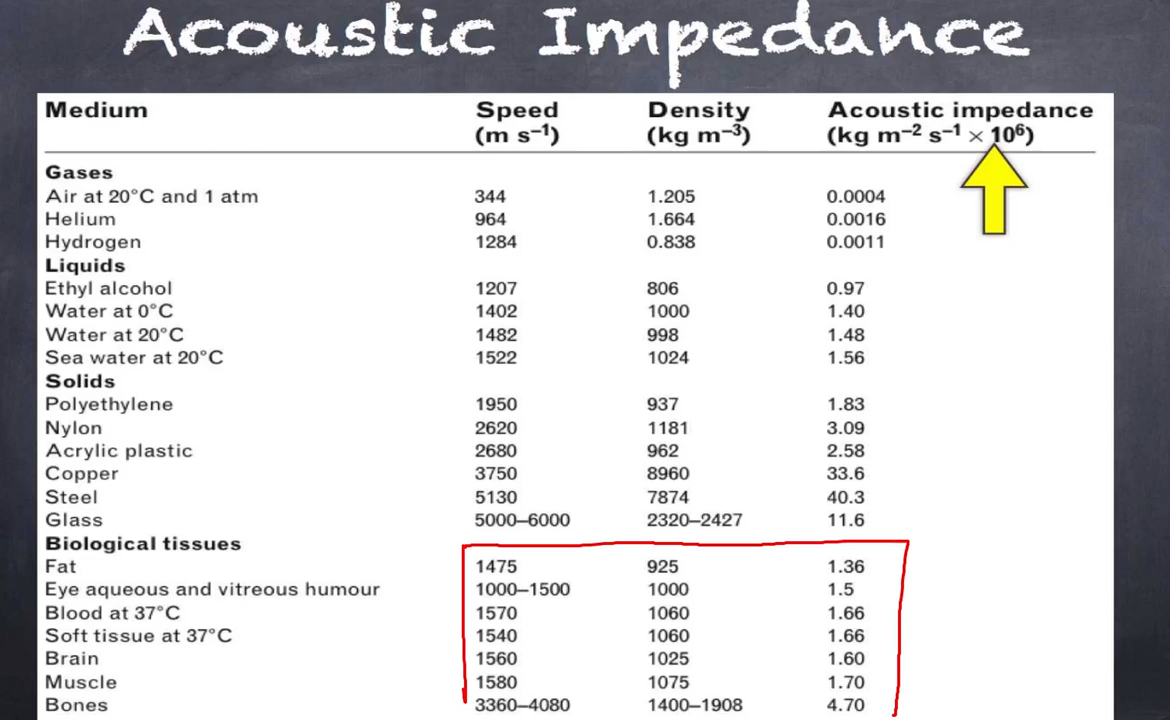 Acoustic Impedance
Medium Speed Density Acoustic impedance
(m s⁻¹) (kg m⁻³) (kg m⁻² s⁻¹ × 10⁶)
Gases
Air at 20°C and 1 atm 344 1.205 0.0004
Helium 964 1.664 0.0016
Hydrogen 1284 0.838 0.0011
Liquids
Ethyl alcohol 1207 806 0.97
Water at 0°C 1402 1000 1.40
Water at 20°C 1482 998 1.48
Sea water at 20°C 1522 1024 1.56
Solids
Polyethylene 1950 937 1.83
Nylon 2620 1181 3.09
Acrylic plastic 2680 962 2.58
Copper 3750 8960 33.6
Steel 5130 7874 40.3
Glass 5000–6000 2320–2427 11.6
Biological tissues
Fat 1475 925 1.36
Eye aqueous and vitreous humour 1000–1500 1000 1.5
Blood at 37°C 1570 1060 1.66
Soft tissue at 37°C 1540 1060 1.66
Brain 1560 1025 1.60
Muscle 1580 1075 1.70
Bones 3360–4080 1400–1908 4.70